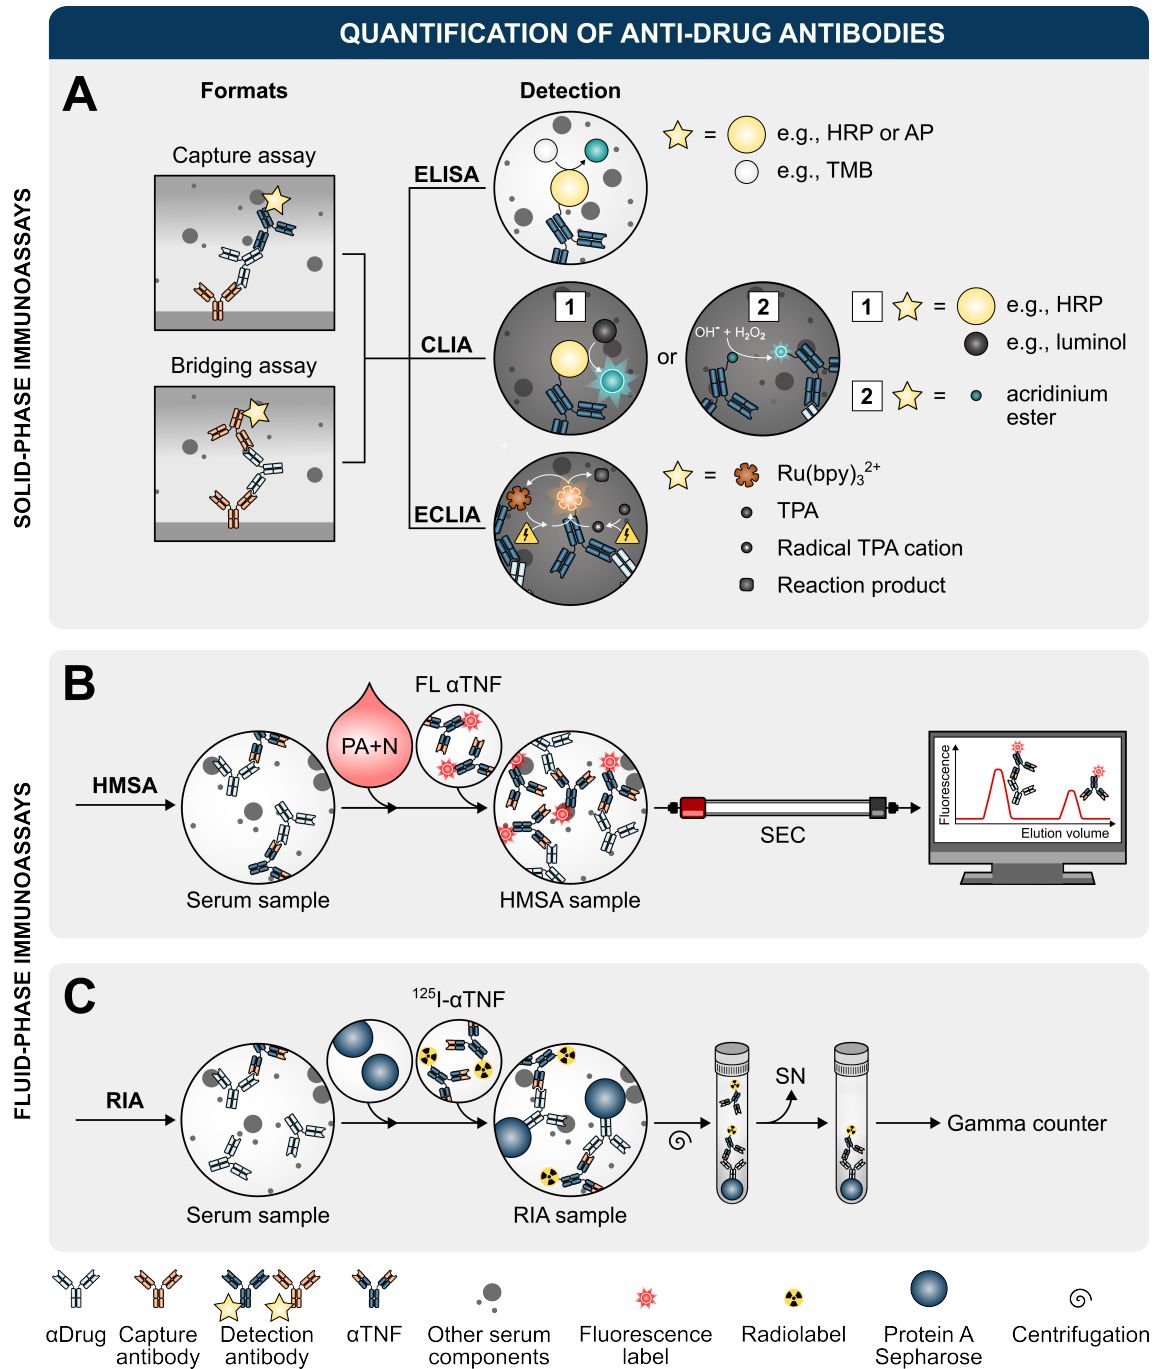 QUANTIFICATION OF ANTI-DRUG ANTIBODIES
SOLID-PHASE IMMUNOASSAYS
A
Formats
Detection
Capture assay
Bridging assay
ELISA
= e.g., HRP or AP
e.g., TMB
CLIA
1
or
2
OH⁻ + H₂O₂
1 = e.g., HRP
e.g., luminol
2 = acridinium
ester
ECLIA
= Ru(bpy)₃²⁺
TPA
Radical TPA cation
Reaction product
FLUID-PHASE IMMUNOASSAYS
B
HMSA
Serum sample
PA+N
FL αTNF
HMSA sample
SEC
Fluorescence
Elution volume
C
RIA
Serum sample
¹²⁵I-αTNF
RIA sample
SN
Gamma counter
αDrug
Capture
antibody
Detection
antibody
αTNF
Other serum
components
Fluorescence
label
Radiolabel
Protein A
Sepharose
Centrifugation